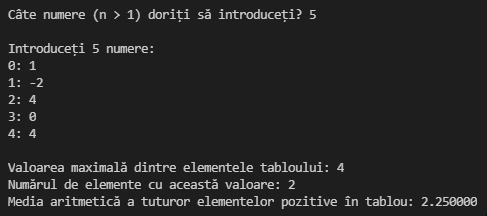 Câte numere (n > 1) doriți să introduceți? 5
Introduceți 5 numere:
0: 1
1: -2
2: 4
3: 0
4: 4
Valoarea maximală dintre elementele tabloului: 4
Numărul de elemente cu această valoare: 2
Media aritmetică a tuturor elementelor pozitive în tablou: 2.250000